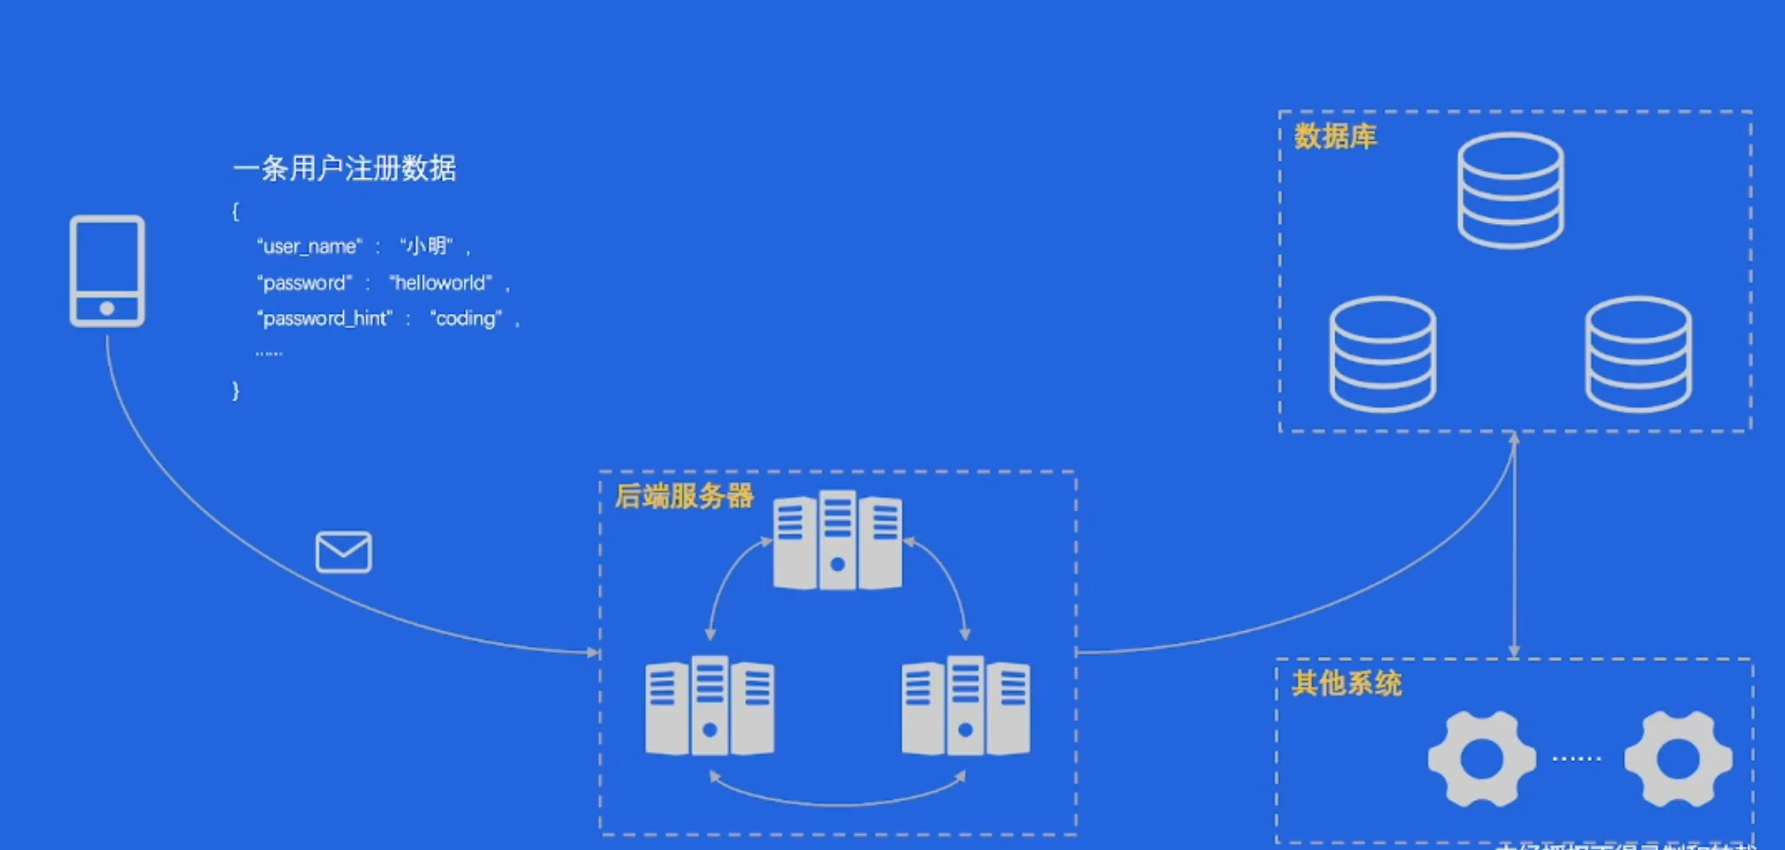 一条用户注册数据
{
“user_name” : “小明” ,
“password” : “helloworld” ,
“password_hint” : “coding” ,
……
}
数据库
后端服务器
其他系统
……